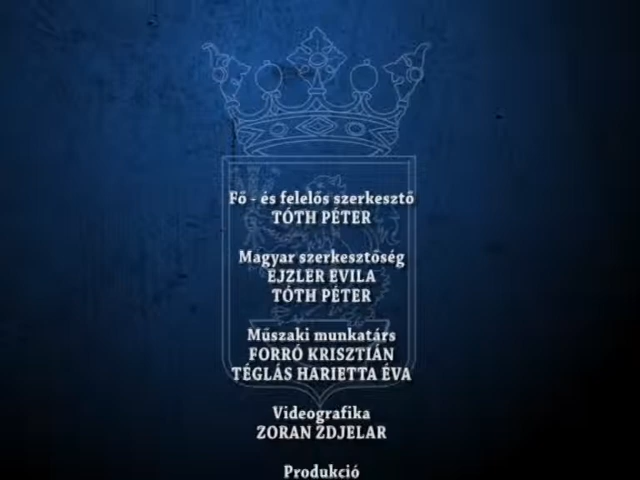 Fő - és felelős szerkesztő
TÓTH PÉTER
Magyar szerkesztőség
EJZLER EVILA
TÓTH PÉTER
Műszaki munkatárs
FORRÓ KRISZTIÁN
TÉGLÁS HARIETTA ÉVA
Videografika
ZORAN ZDJELAR
Produkció